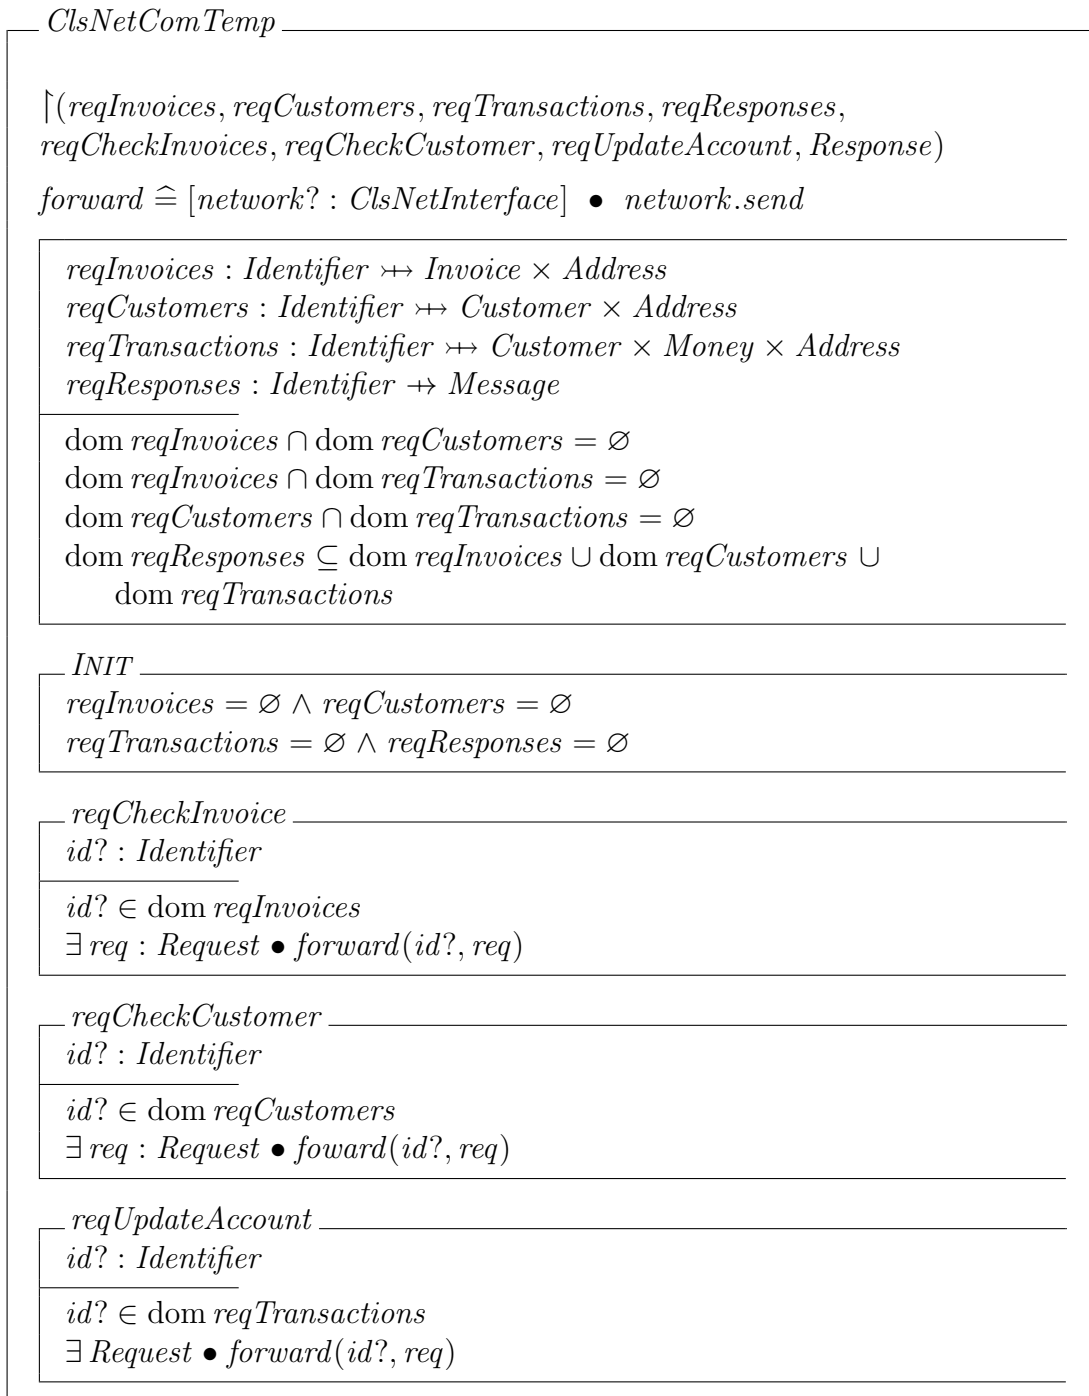 ClsNetComTemp
↾(reqInvoices, reqCustomers, reqTransactions, reqResponses,
reqCheckInvoices, reqCheckCustomer, reqUpdateAccount, Response)
forward ≙ [network? : ClsNetInterface] • network.send
reqInvoices : Identifier ⤔ Invoice × Address
reqCustomers : Identifier ⤔ Customer × Address
reqTransactions : Identifier ⤔ Customer × Money × Address
reqResponses : Identifier ⇸ Message
dom reqInvoices ∩ dom reqCustomers = ∅
dom reqInvoices ∩ dom reqTransactions = ∅
dom reqCustomers ∩ dom reqTransactions = ∅
dom reqResponses ⊆ dom reqInvoices ∪ dom reqCustomers ∪
dom reqTransactions
INIT
reqInvoices = ∅ ∧ reqCustomers = ∅
reqTransactions = ∅ ∧ reqResponses = ∅
reqCheckInvoice
id? : Identifier
id? ∈ dom reqInvoices
∃ req : Request • forward(id?, req)
reqCheckCustomer
id? : Identifier
id? ∈ dom reqCustomers
∃ req : Request • foward(id?, req)
reqUpdateAccount
id? : Identifier
id? ∈ dom reqTransactions
∃ Request • forward(id?, req)